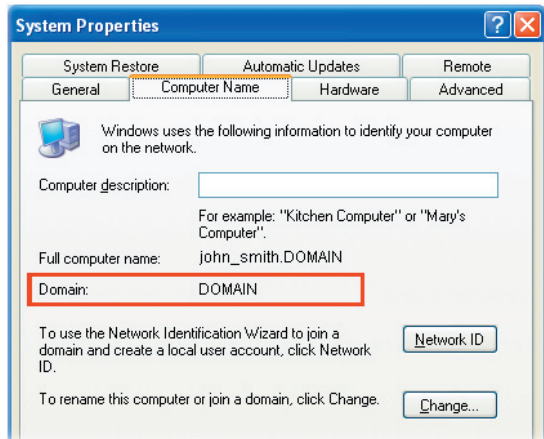 System Properties
System Restore Automatic Updates Remote
General Computer Name Hardware Advanced
Windows uses the following information to identify your computer
on the network.
Computer description:
For example: "Kitchen Computer" or "Mary's
Computer".
Full computer name: john_smith.DOMAIN
Domain: DOMAIN
To use the Network Identification Wizard to join a
domain and create a local user account, click Network
ID.
Network ID
To rename this computer or join a domain, click Change.
Change...